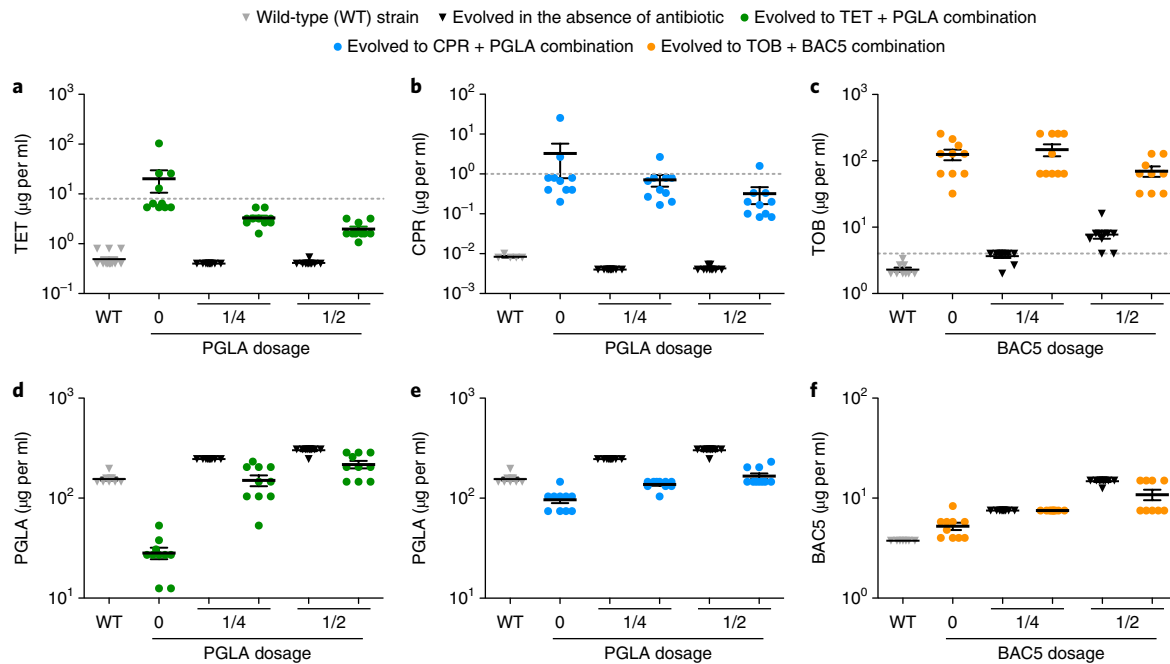 Wild-type (WT) strain Evolved in the absence of antibiotic Evolved to TET + PGLA combination
Evolved to CPR + PGLA combination Evolved to TOB + BAC5 combination
a b c
TET (µg per ml)
10³
10²
10¹
10⁰
10⁻¹
WT 0 1/4 1/2
PGLA dosage
CPR (µg per ml)
10²
10¹
10⁰
10⁻¹
10⁻²
10⁻³
WT 0 1/4 1/2
PGLA dosage
TOB (µg per ml)
10³
10²
10¹
10⁰
WT 0 1/4 1/2
BAC5 dosage
d e f
PGLA (µg per ml)
10³
10²
10¹
WT 0 1/4 1/2
PGLA dosage
PGLA (µg per ml)
10³
10²
10¹
WT 0 1/4 1/2
PGLA dosage
BAC5 (µg per ml)
10²
10¹
10⁰
WT 0 1/4 1/2
BAC5 dosage